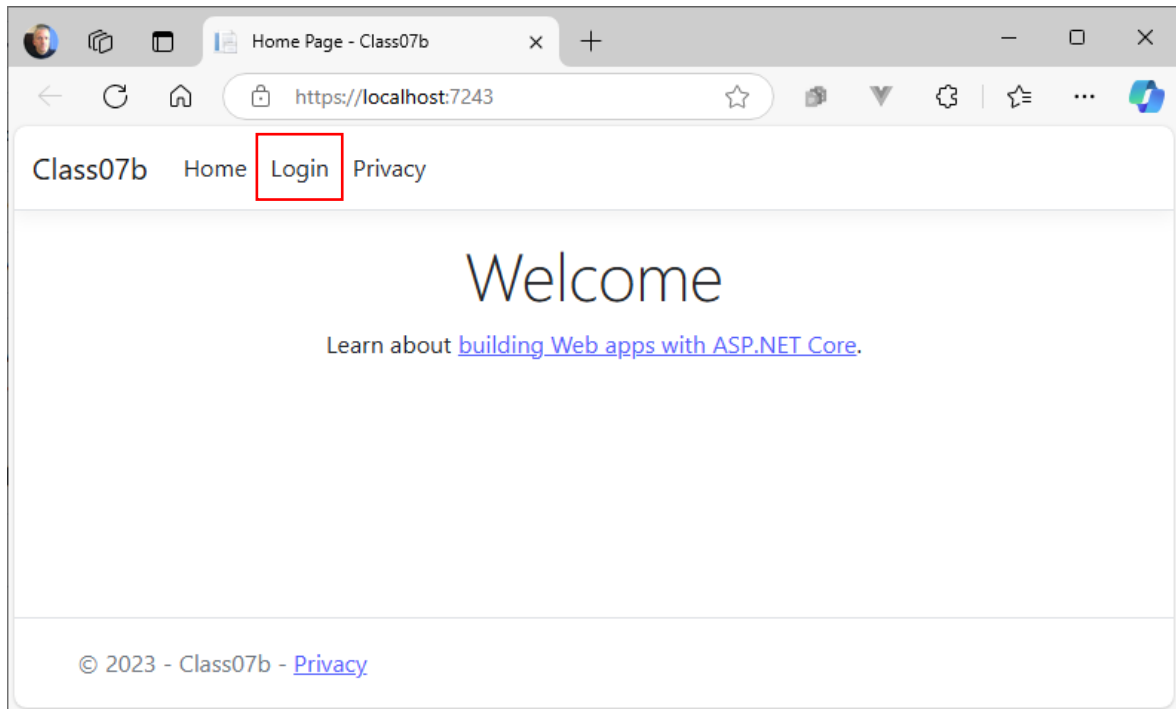 Home Page - Class07b
https://localhost:7243
Class07b Home Login Privacy
Welcome
Learn about building Web apps with ASP.NET Core.
© 2023 - Class07b - Privacy